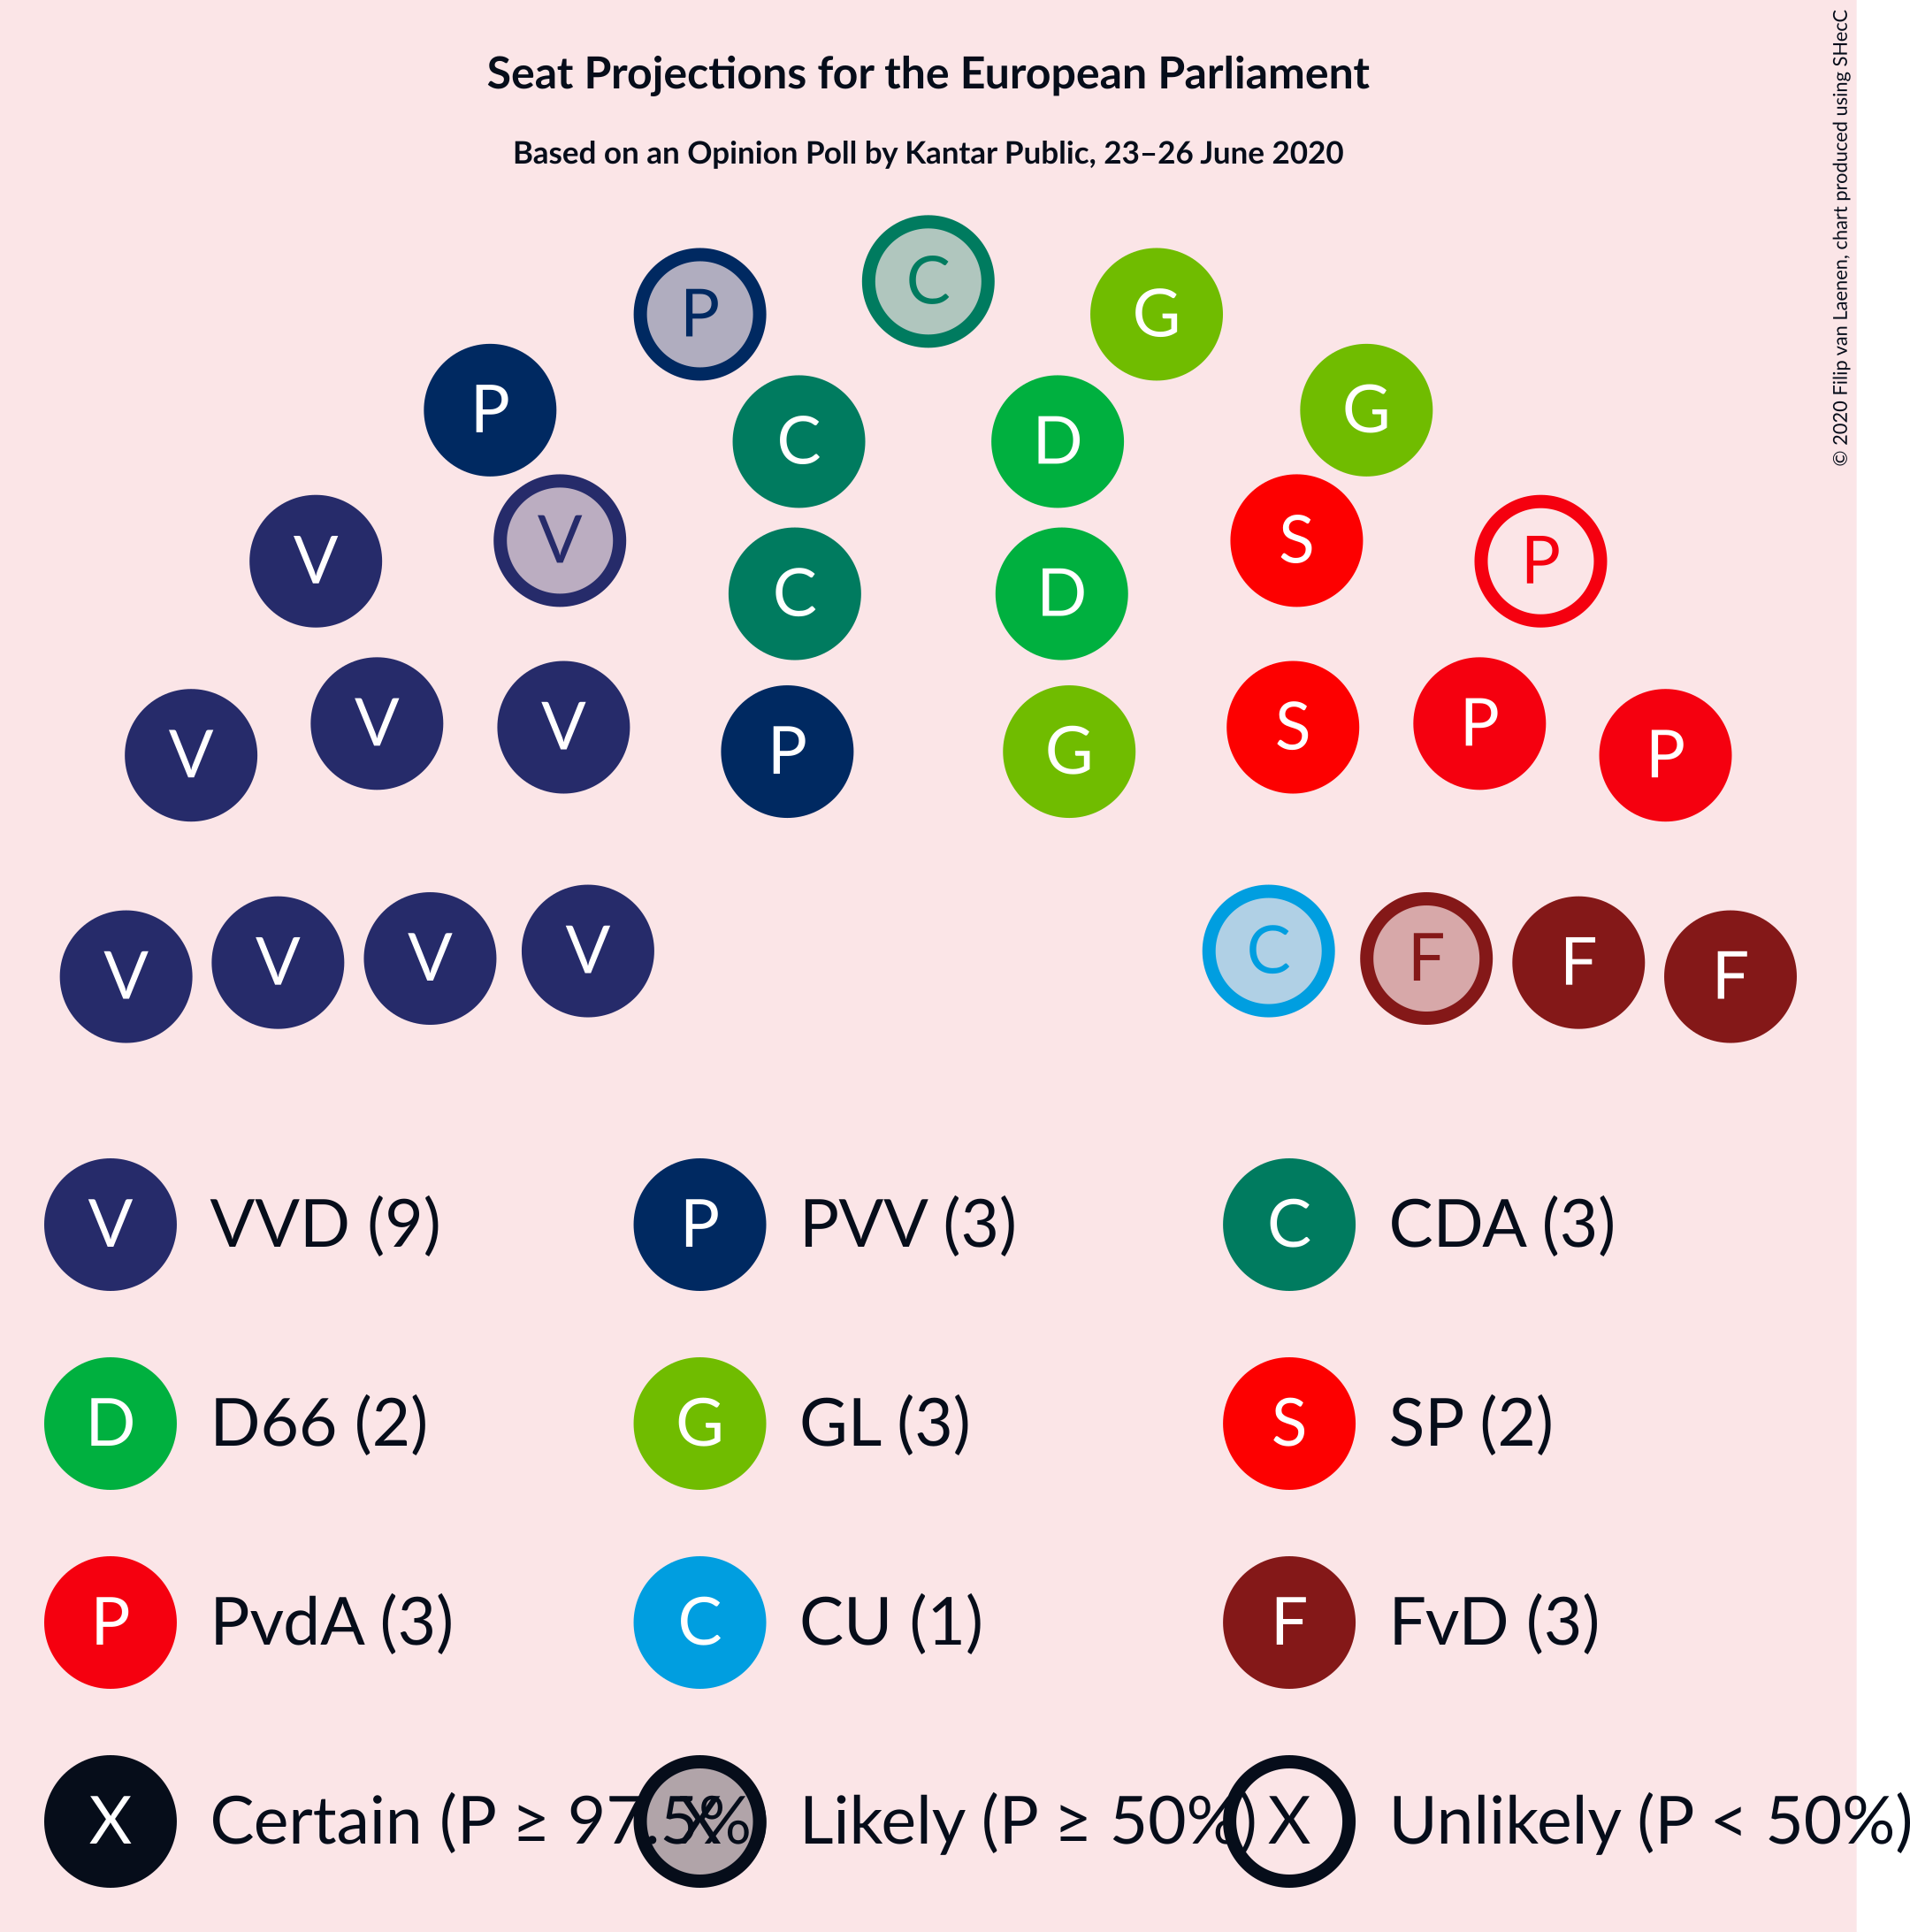 Seat Projections for the European Parliament
Based on an Opinion Poll by Kantar Public, 23–26 June 2020
© 2020 Filip van Laenen, chart produced using SHecC
C
P G
P G
C D
V S
V P
C D
V V S P
V V P G P P
V V V V C F F F
V VVD (9) P PVV (3) C CDA (3)
D D66 (2) G GL (3) S SP (2)
P PvdA (3) C CU (1) F FvD (3)
X Certain (P ≥ 97.5%) X Likely (P ≥ 50%) X Unlikely (P < 50%)